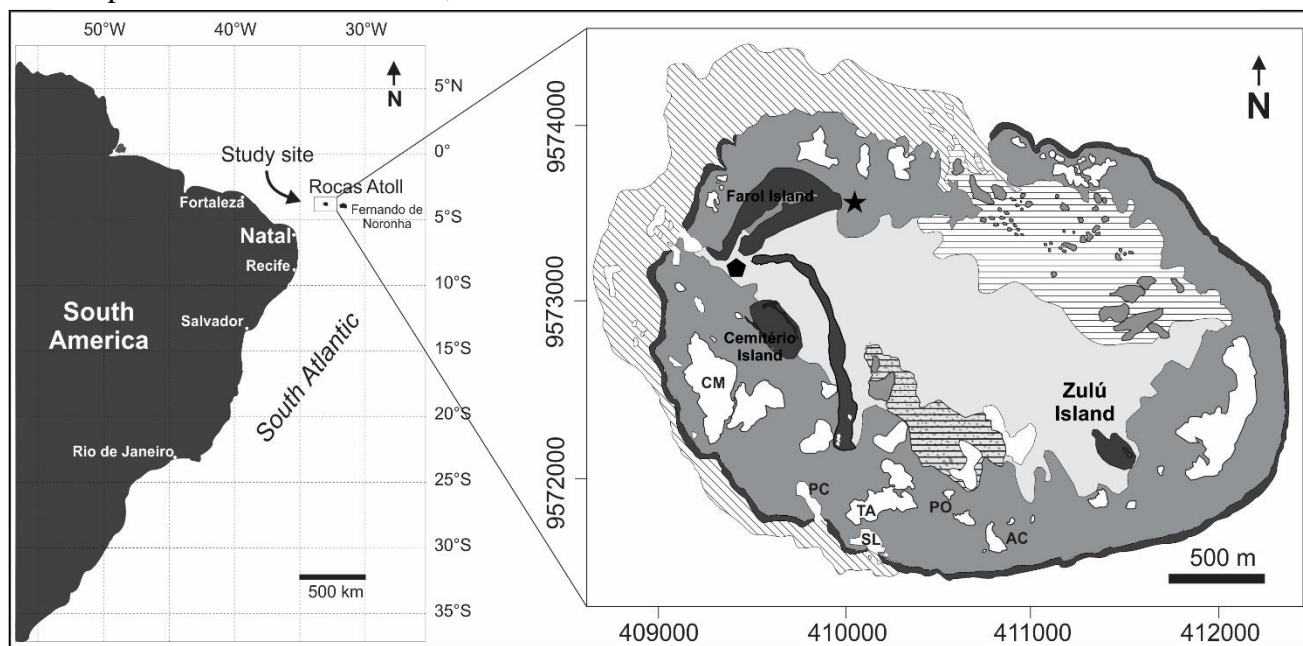 50°W
40°W
30°W
N
5°N
0°
5°S
10°S
15°S
20°S
25°S
30°S
35°S
Study site
Rocas Atoll
Fernando de
Noronha
Fortaleza
Natal
Recife
Salvador
Rio de Janeiro
South
America
South Atlantic
500 km
N
9574000
9573000
9572000
Farol Island
Cemitério
Island
Zulú
Island
CM
PC
TA
SL
PO
AC
500 m
409000
410000
411000
412000